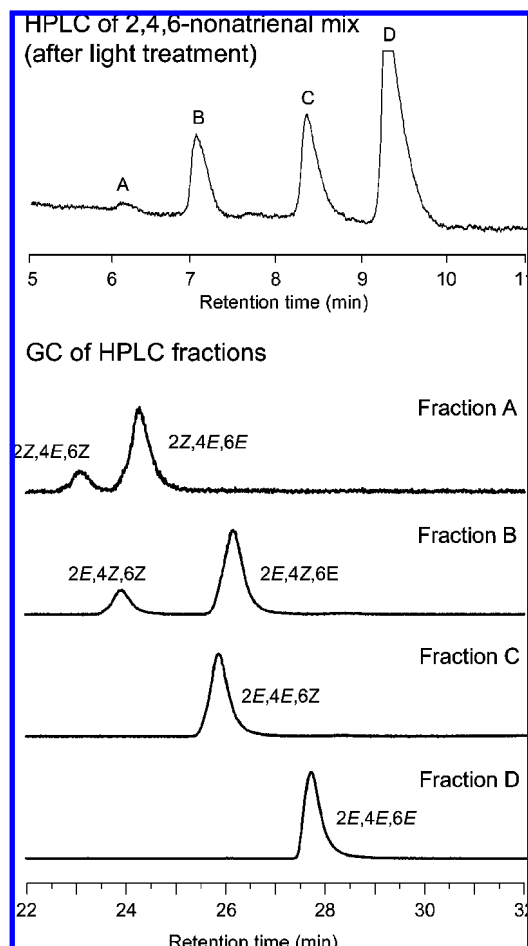 HPLC of 2,4,6-nonatrienal mix
(after light treatment)
D
B
C
A
5 6 7 8 9 10 11
Retention time (min)
GC of HPLC fractions
Fraction A
2Z,4E,6Z
2Z,4E,6E
Fraction B
2E,4Z,6Z
2E,4Z,6E
Fraction C
2E,4E,6Z
Fraction D
2E,4E,6E
22 24 26 28 30 32
Retention time (min)